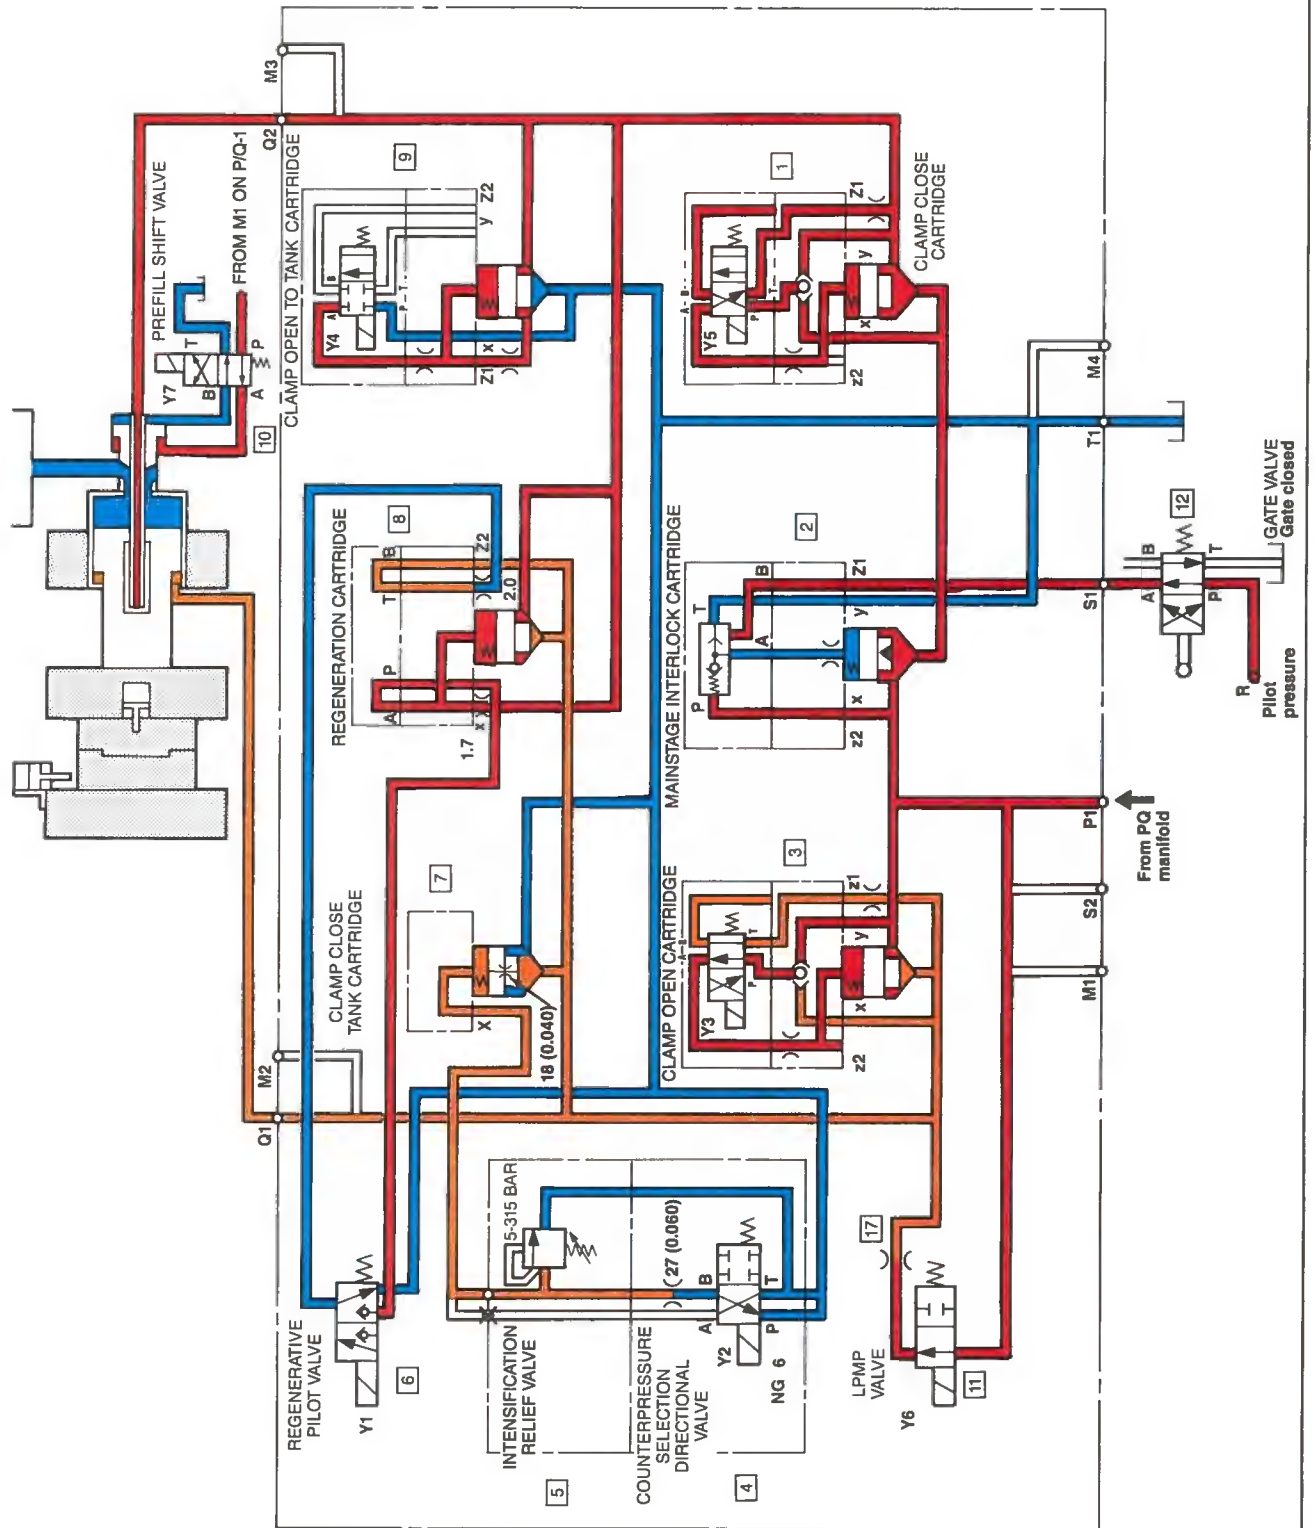 M3
Q2
CLAMP OPEN TO TANK CARTRIDGE
9
Z2
y
B
T
A
P
Y4
x
Z1
PREFILL SHIFT VALVE
FROM M1 ON P/Q-1
T
P
Y7
B
A
10
1
Z1
y
B
T
A
P
Y5
x
z2
CLAMP CLOSE
CARTRIDGE
M4
T1
GATE VALVE
Gate closed
12
B
T
A
P
S1
R
Pilot
pressure
REGENERATION CARTRIDGE
8
B
Z2
T
2.0
P
A
x
1.7
MAINSTAGE INTERLOCK CARTRIDGE
2
B
Z1
T
y
A
P
x
z2
P1
From PQ
manifold
S2
M1
CLAMP CLOSE
TANK CARTRIDGE
7
X
18 (0.040)
M2
Q1
CLAMP OPEN CARTRIDGE
3
z1
y
B
T
A
P
Y3
x
z2
REGENERATIVE
PILOT VALVE
Y1
6
5-315 BAR
INTENSIFICATION
RELIEF VALVE
5
27 (0.060)
B
T
A
P
Y2
NG 6
COUNTERPRESSURE
SELECTION
DIRECTIONAL
VALVE
4
17
LPMP
VALVE
Y6
11